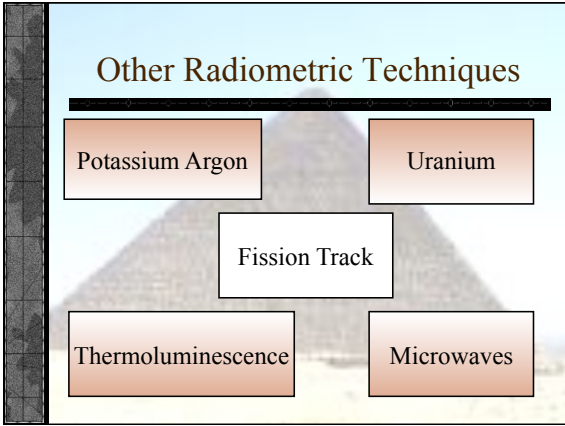 Other Radiometric Techniques
Potassium Argon
Uranium
Fission Track
Thermoluminescence
Microwaves